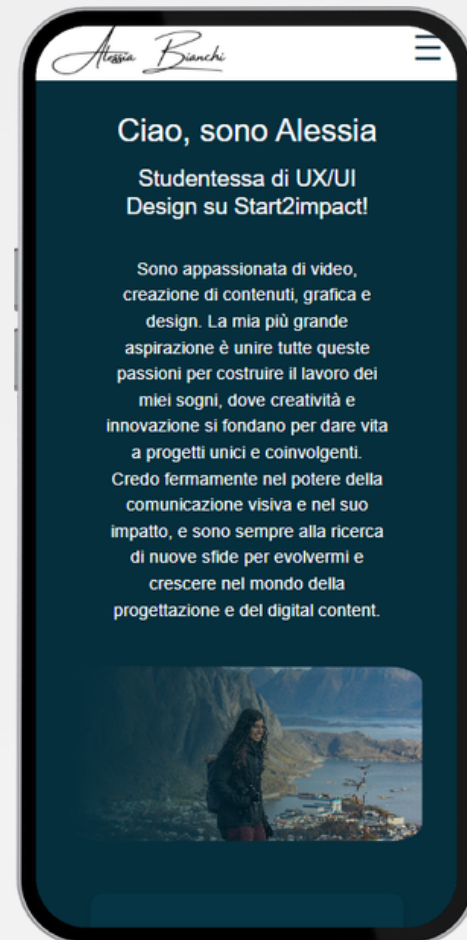 Alessia Bianchi
Ciao, sono Alessia
Studentessa di UX/UI
Design su Start2impact!
Sono appassionata di video,
creazione di contenuti, grafica e
design. La mia più grande
aspirazione è unire tutte queste
passioni per costruire il lavoro dei
miei sogni, dove creatività e
innovazione si fondano per dare vita
a progetti unici e coinvolgenti.
Credo fermamente nel potere della
comunicazione visiva e nel suo
impatto, e sono sempre alla ricerca
di nuove sfide per evolvermi e
crescere nel mondo della
progettazione e del digital content.